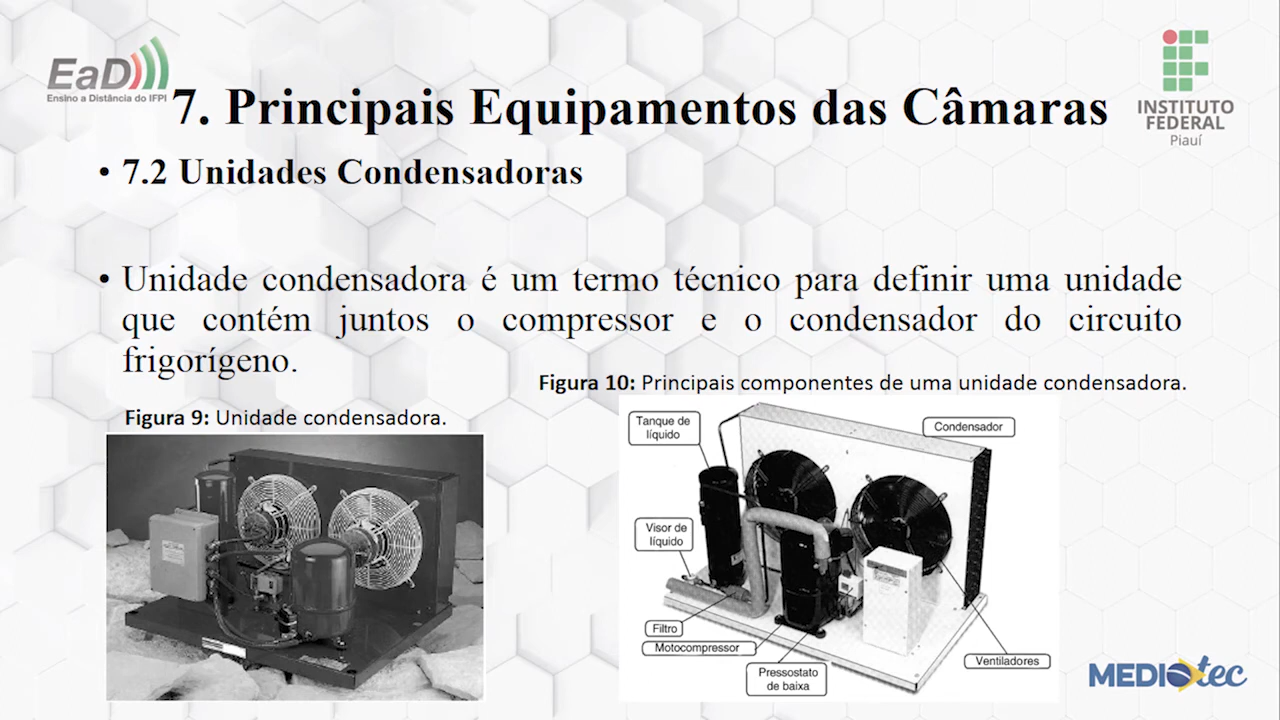 EaD
Ensino a Distância do IFPI
INSTITUTO
FEDERAL
Piauí
7. Principais Equipamentos das Câmaras
• 7.2 Unidades Condensadoras
• Unidade condensadora é um termo técnico para definir uma unidade
que contém juntos o compressor e o condensador do circuito
frigorígeno.
Figura 9: Unidade condensadora.
Figura 10: Principais componentes de uma unidade condensadora.
Tanque de
líquido
Condensador
Visor de
líquido
Filtro
Motocompressor
Pressostato
de baixa
Ventiladores
MEDIOtec